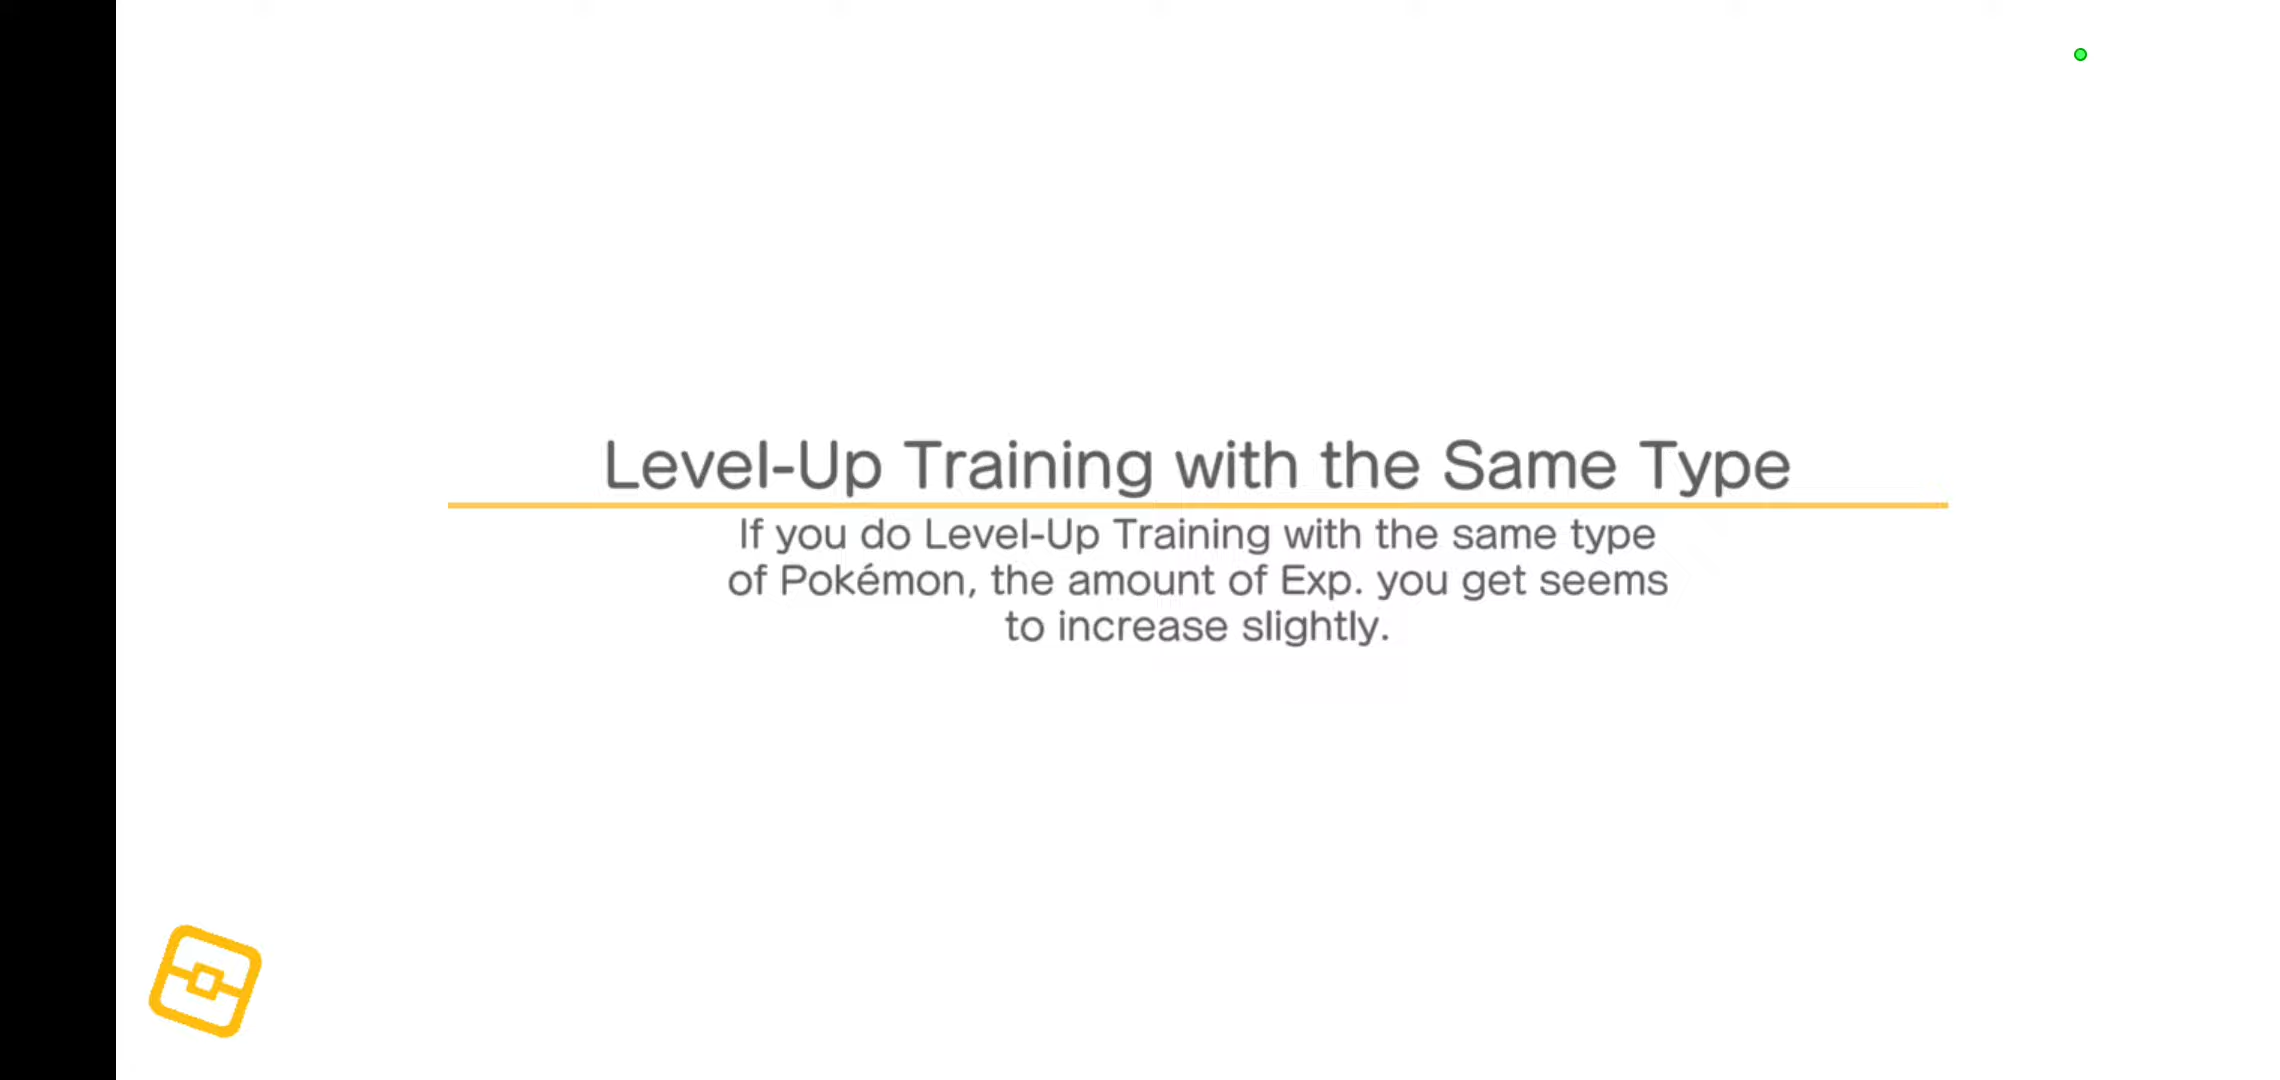 Level-Up Training with the Same Type
If you do Level-Up Training with the same type
of Pokémon, the amount of Exp. you get seems
to increase slightly.